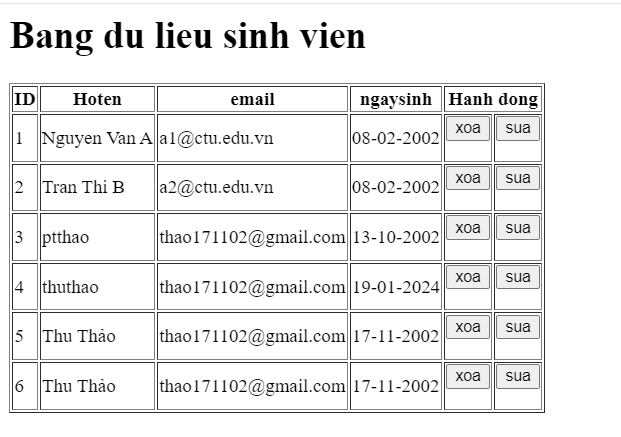 Bang du lieu sinh vien
ID Hoten email ngaysinh Hanh dong
1 Nguyen Van A a1@ctu.edu.vn 08-02-2002 xoa sua
2 Tran Thi B a2@ctu.edu.vn 08-02-2002 xoa sua
3 ptthao thao171102@gmail.com 13-10-2002 xoa sua
4 thuthao thao171102@gmail.com 19-01-2024 xoa sua
5 Thu Thảo thao171102@gmail.com 17-11-2002 xoa sua
6 Thu Thảo thao171102@gmail.com 17-11-2002 xoa sua